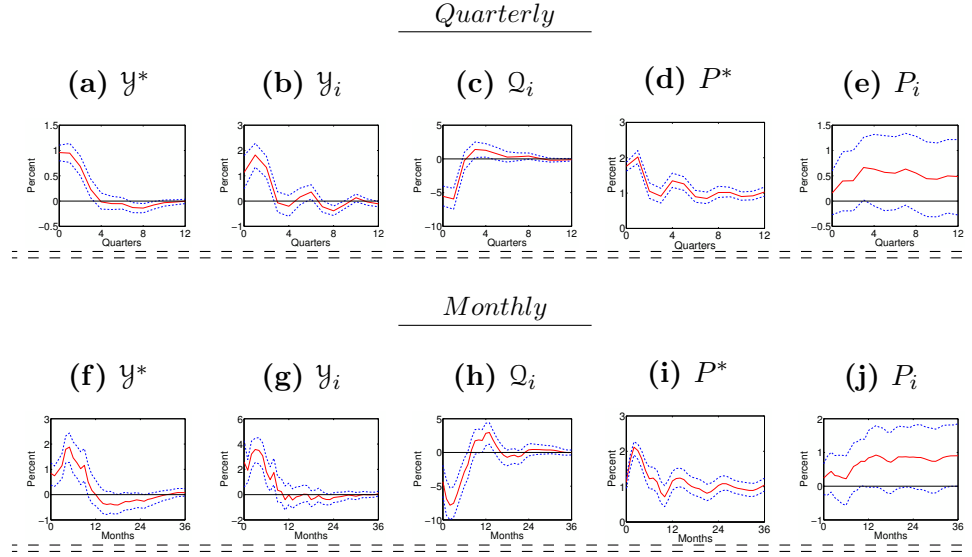 Quarterly
(a) 𝒴* (b) 𝒴i (c) 𝒬i (d) P* (e) Pi
1.5 3 5 3 1.5
1 2 0 2 1
0.5 1 −5 1 0.5
0 0 −10 0 0
−0.5 −1 −0.5
Percent Percent Percent Percent Percent
0 4 8 12 0 4 8 12 0 4 8 12 0 4 8 12 0 4 8 12
Quarters Quarters Quarters Quarters Quarters
Monthly
(f) 𝒴* (g) 𝒴i (h) 𝒬i (i) P* (j) Pi
3 6 5 3 2
2 4 0 2 1
1 2 −5 1 0
0 0 −10 0 −1
−1 −2
Percent Percent Percent Percent Percent
0 12 24 36 0 12 24 36 0 12 24 36 0 12 24 36 0 12 24 36
Months Months Months Months Months